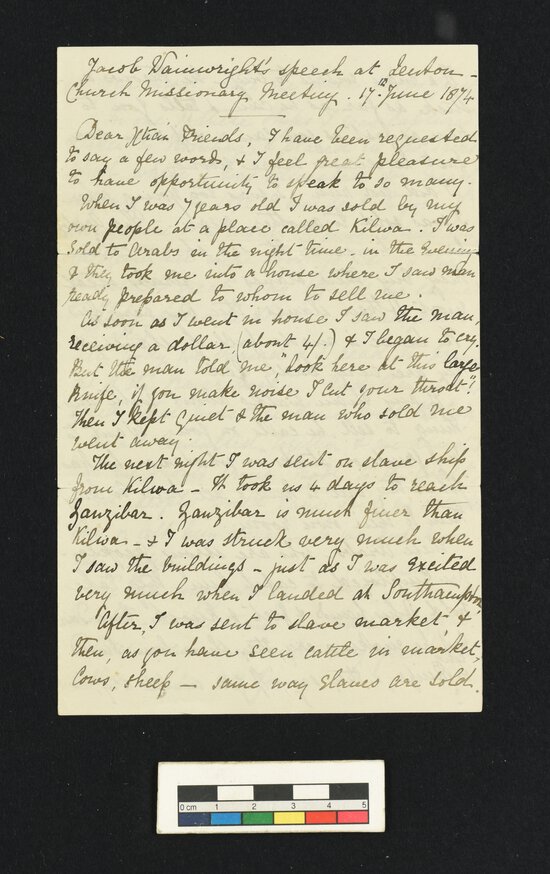 Jacob Wainwright's speech at Lenton -
Church Missionary Meeting. 17th June 1874
Dear Xtian Friends, I have been requested
to say a few words, & I feel great pleasure
to have opportunity to speak to so many.
When I was 7 years old I was sold by my
own people at a place called Kilwa. I was
Sold to Arabs in the night time - in the Evening
& they took me into a house where I saw man
ready prepared to whom to sell me.
As soon as I went in house I saw the man,
receiving a dollar (about 4/.) & I began to cry.
But the man told me, "Look here at this large
Knife, if you make noise I cut your throat".
Then I kept quiet & the man who sold me
went away.
The next night I was sent on slave ship
from Kilwa - It took us 4 days to reach
Zanzibar. Zanzibar is much finer than
Kilwa - & I was struck very much when
I saw the buildings - just as I was excited
very much when I landed at Southampton.
After, I was sent to slave market, &
then, as you have seen cattle in market,
Cows, sheep - same way slaves are sold.
0 cm 1 2 3 4 5